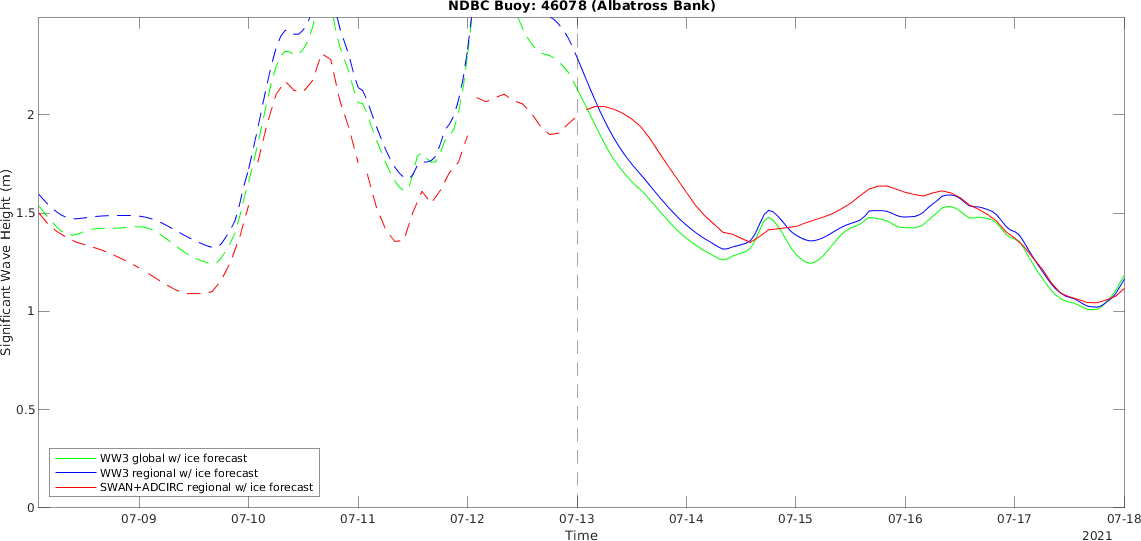 NDBC Buoy: 46078 (Albatross Bank)
Significant Wave Height (m)
2
1.5
1
0.5
0
WW3 global w/ ice forecast
WW3 regional w/ ice forecast
SWAN+ADCIRC regional w/ ice forecast
07-09 07-10 07-11 07-12 07-13 07-14 07-15 07-16 07-17 07-18
Time
2021